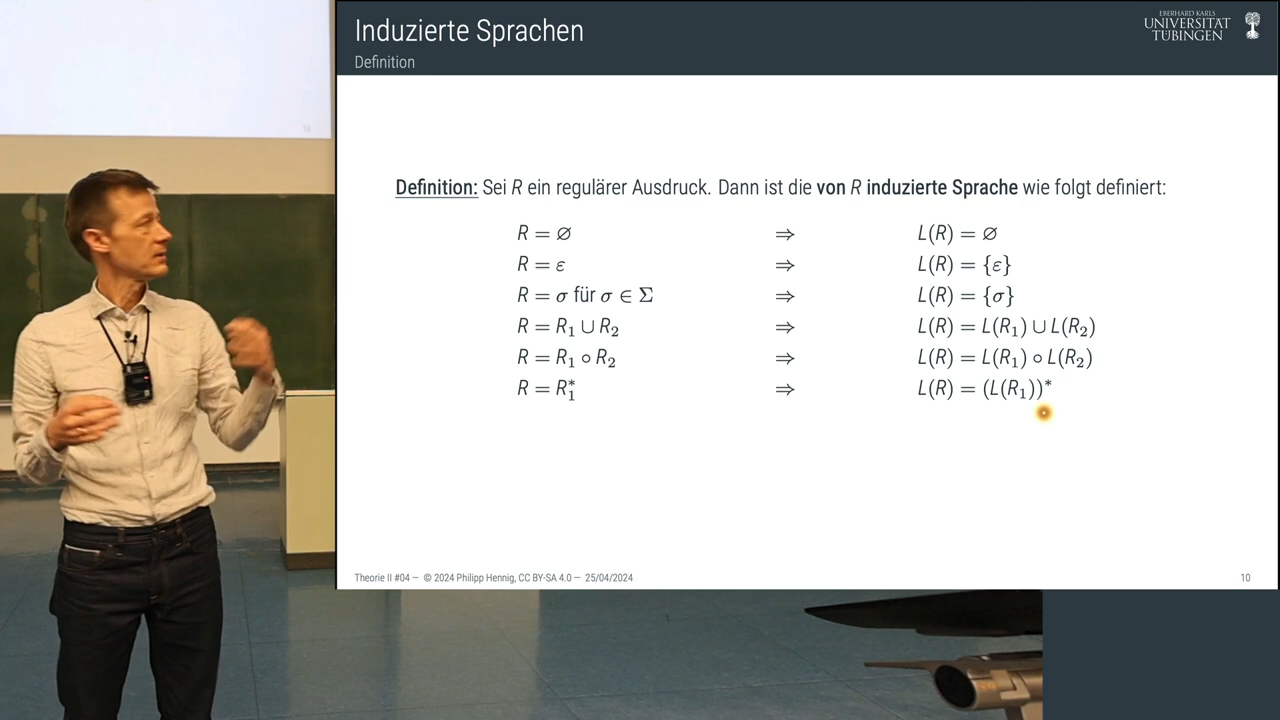 Induzierte Sprachen
Definition
EBERHARD KARLS
UNIVERSITÄT
TÜBINGEN
Definition: Sei R ein regulärer Ausdruck. Dann ist die von R induzierte Sprache wie folgt definiert:
R = ∅ ⇒ L(R) = ∅
R = ε ⇒ L(R) = {ε}
R = σ für σ ∈ Σ ⇒ L(R) = {σ}
R = R₁ ∪ R₂ ⇒ L(R) = L(R₁) ∪ L(R₂)
R = R₁ ∘ R₂ ⇒ L(R) = L(R₁) ∘ L(R₂)
R = R₁* ⇒ L(R) = (L(R₁))*
Theorie II #04 — © 2024 Philipp Hennig, CC BY-SA 4.0 — 25/04/2024 10